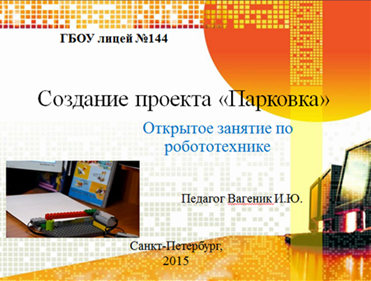 ГБОУ лицей №144
Создание проекта «Парковка»
Открытое занятие по
робототехнике
Педагог Вагеник И.Ю.
Санкт-Петербург,
2015